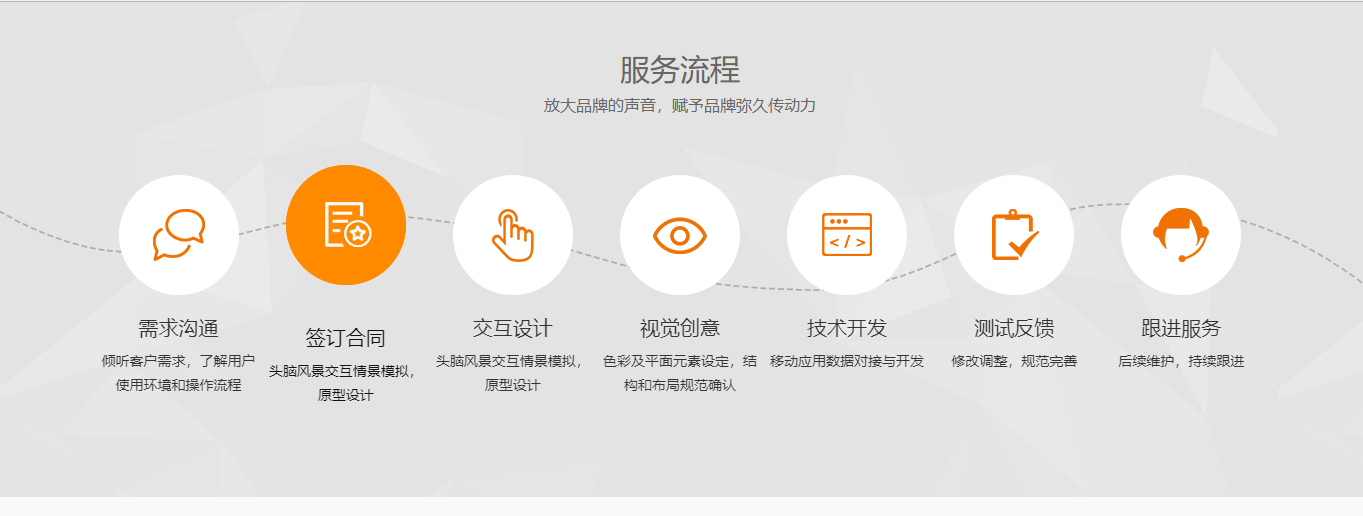 服务流程
放大品牌的声音，赋予品牌弥久传动力
需求沟通
倾听客户需求，了解用户
使用环境和操作流程
签订合同
头脑风景交互情景模拟，
原型设计
交互设计
头脑风景交互情景模拟，
原型设计
视觉创意
色彩及平面元素设定，结
构和布局规范确认
技术开发
移动应用数据对接与开发
测试反馈
修改调整，规范完善
跟进服务
后续维护，持续跟进